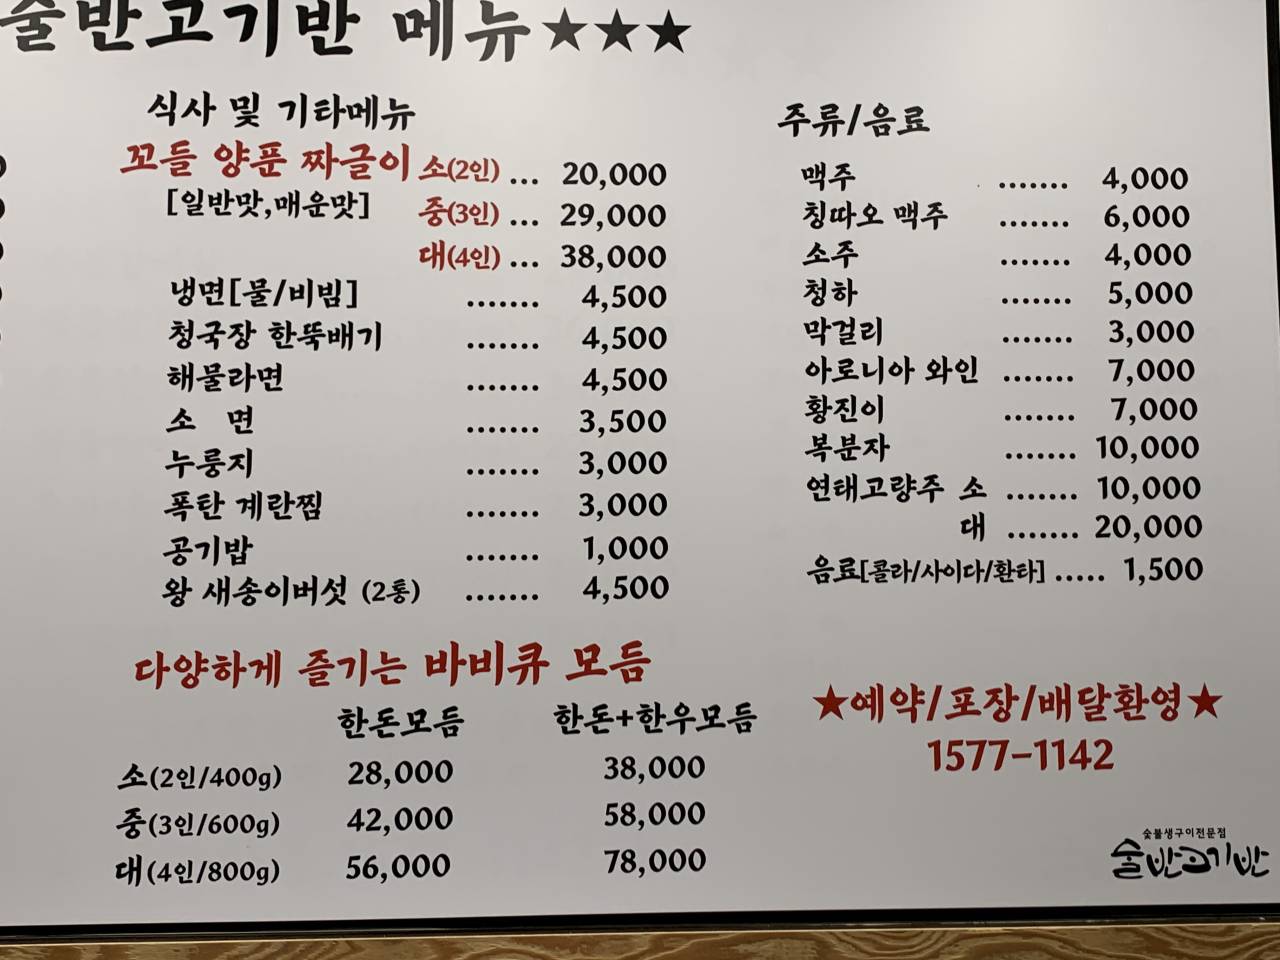 술반고기반 메뉴★★★
식사 및 기타메뉴
꼬들 양푼 짜글이 소(2인) ... 20,000
[일반맛,매운맛] 중(3인) ... 29,000
대(4인) ... 38,000
냉면[물/비빔] ....... 4,500
청국장 한뚝배기 ....... 4,500
해물라면 ....... 4,500
소 면 ....... 3,500
누룽지 ....... 3,000
폭탄 계란찜 ....... 3,000
공기밥 ....... 1,000
왕 새송이버섯 (2통) ....... 4,500
다양하게 즐기는 바비큐 모듬
한돈모듬 한돈+한우모듬
소(2인/400g) 28,000 38,000
중(3인/600g) 42,000 58,000
대(4인/800g) 56,000 78,000
주류/음료
맥주 ....... 4,000
칭따오 맥주 ....... 6,000
소주 ....... 4,000
청하 ....... 5,000
막걸리 ....... 3,000
아로니아 와인 ....... 7,000
황진이 ....... 7,000
복분자 ....... 10,000
연태고량주 소 ....... 10,000
대 ....... 20,000
음료[콜라/사이다/환타] ..... 1,500
★예약/포장/배달환영★
1577-1142
숯불생구이전문점
술반고기반